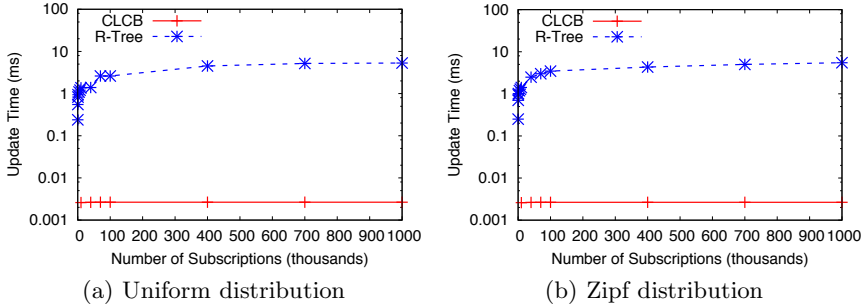 CLCB
R-Tree
Update Time (ms)
100
10
1
0.1
0.01
0.001
0 100 200 300 400 500 600 700 800 900 1000
Number of Subscriptions (thousands)
(a) Uniform distribution
CLCB
R-Tree
Update Time (ms)
100
10
1
0.1
0.01
0.001
0 100 200 300 400 500 600 700 800 900 1000
Number of Subscriptions (thousands)
(b) Zipf distribution